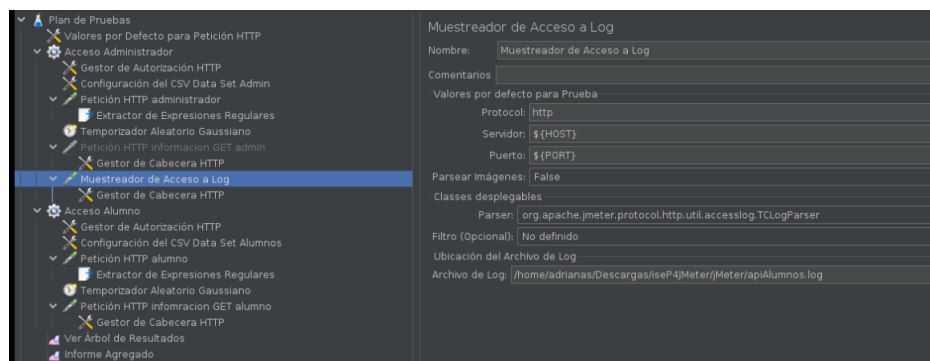 Plan de Pruebas
Valores por Defecto para Petición HTTP
Acceso Administrador
Gestor de Autorización HTTP
Configuración del CSV Data Set Admin
Petición HTTP administrador
Extractor de Expresiones Regulares
Temporizador Aleatorio Gaussiano
Petición HTTP informacion GET admin
Gestor de Cabecera HTTP
Muestreador de Acceso a Log
Gestor de Cabecera HTTP
Acceso Alumno
Gestor de Autorización HTTP
Configuración del CSV Data Set Alumnos
Petición HTTP alumno
Extractor de Expresiones Regulares
Temporizador Aleatorio Gaussiano
Petición HTTP infomracion GET alumno
Gestor de Cabecera HTTP
Ver Árbol de Resultados
Informe Agregado
Muestreador de Acceso a Log
Nombre: Muestreador de Acceso a Log
Comentarios
Valores por defecto para Prueba
Protocol: http
Servidor: ${HOST}
Puerto: ${PORT}
Parsear Imágenes: False
Classes desplegables
Parser: org.apache.jmeter.protocol.http.util.accesslog.TCLogParser
Filtro (Opcional): No definido
Ubicación del Archivo de Log
Archivo de Log: /home/adrianas/Descargas/iseP4JMeter/jMeter/apiAlumnos.log